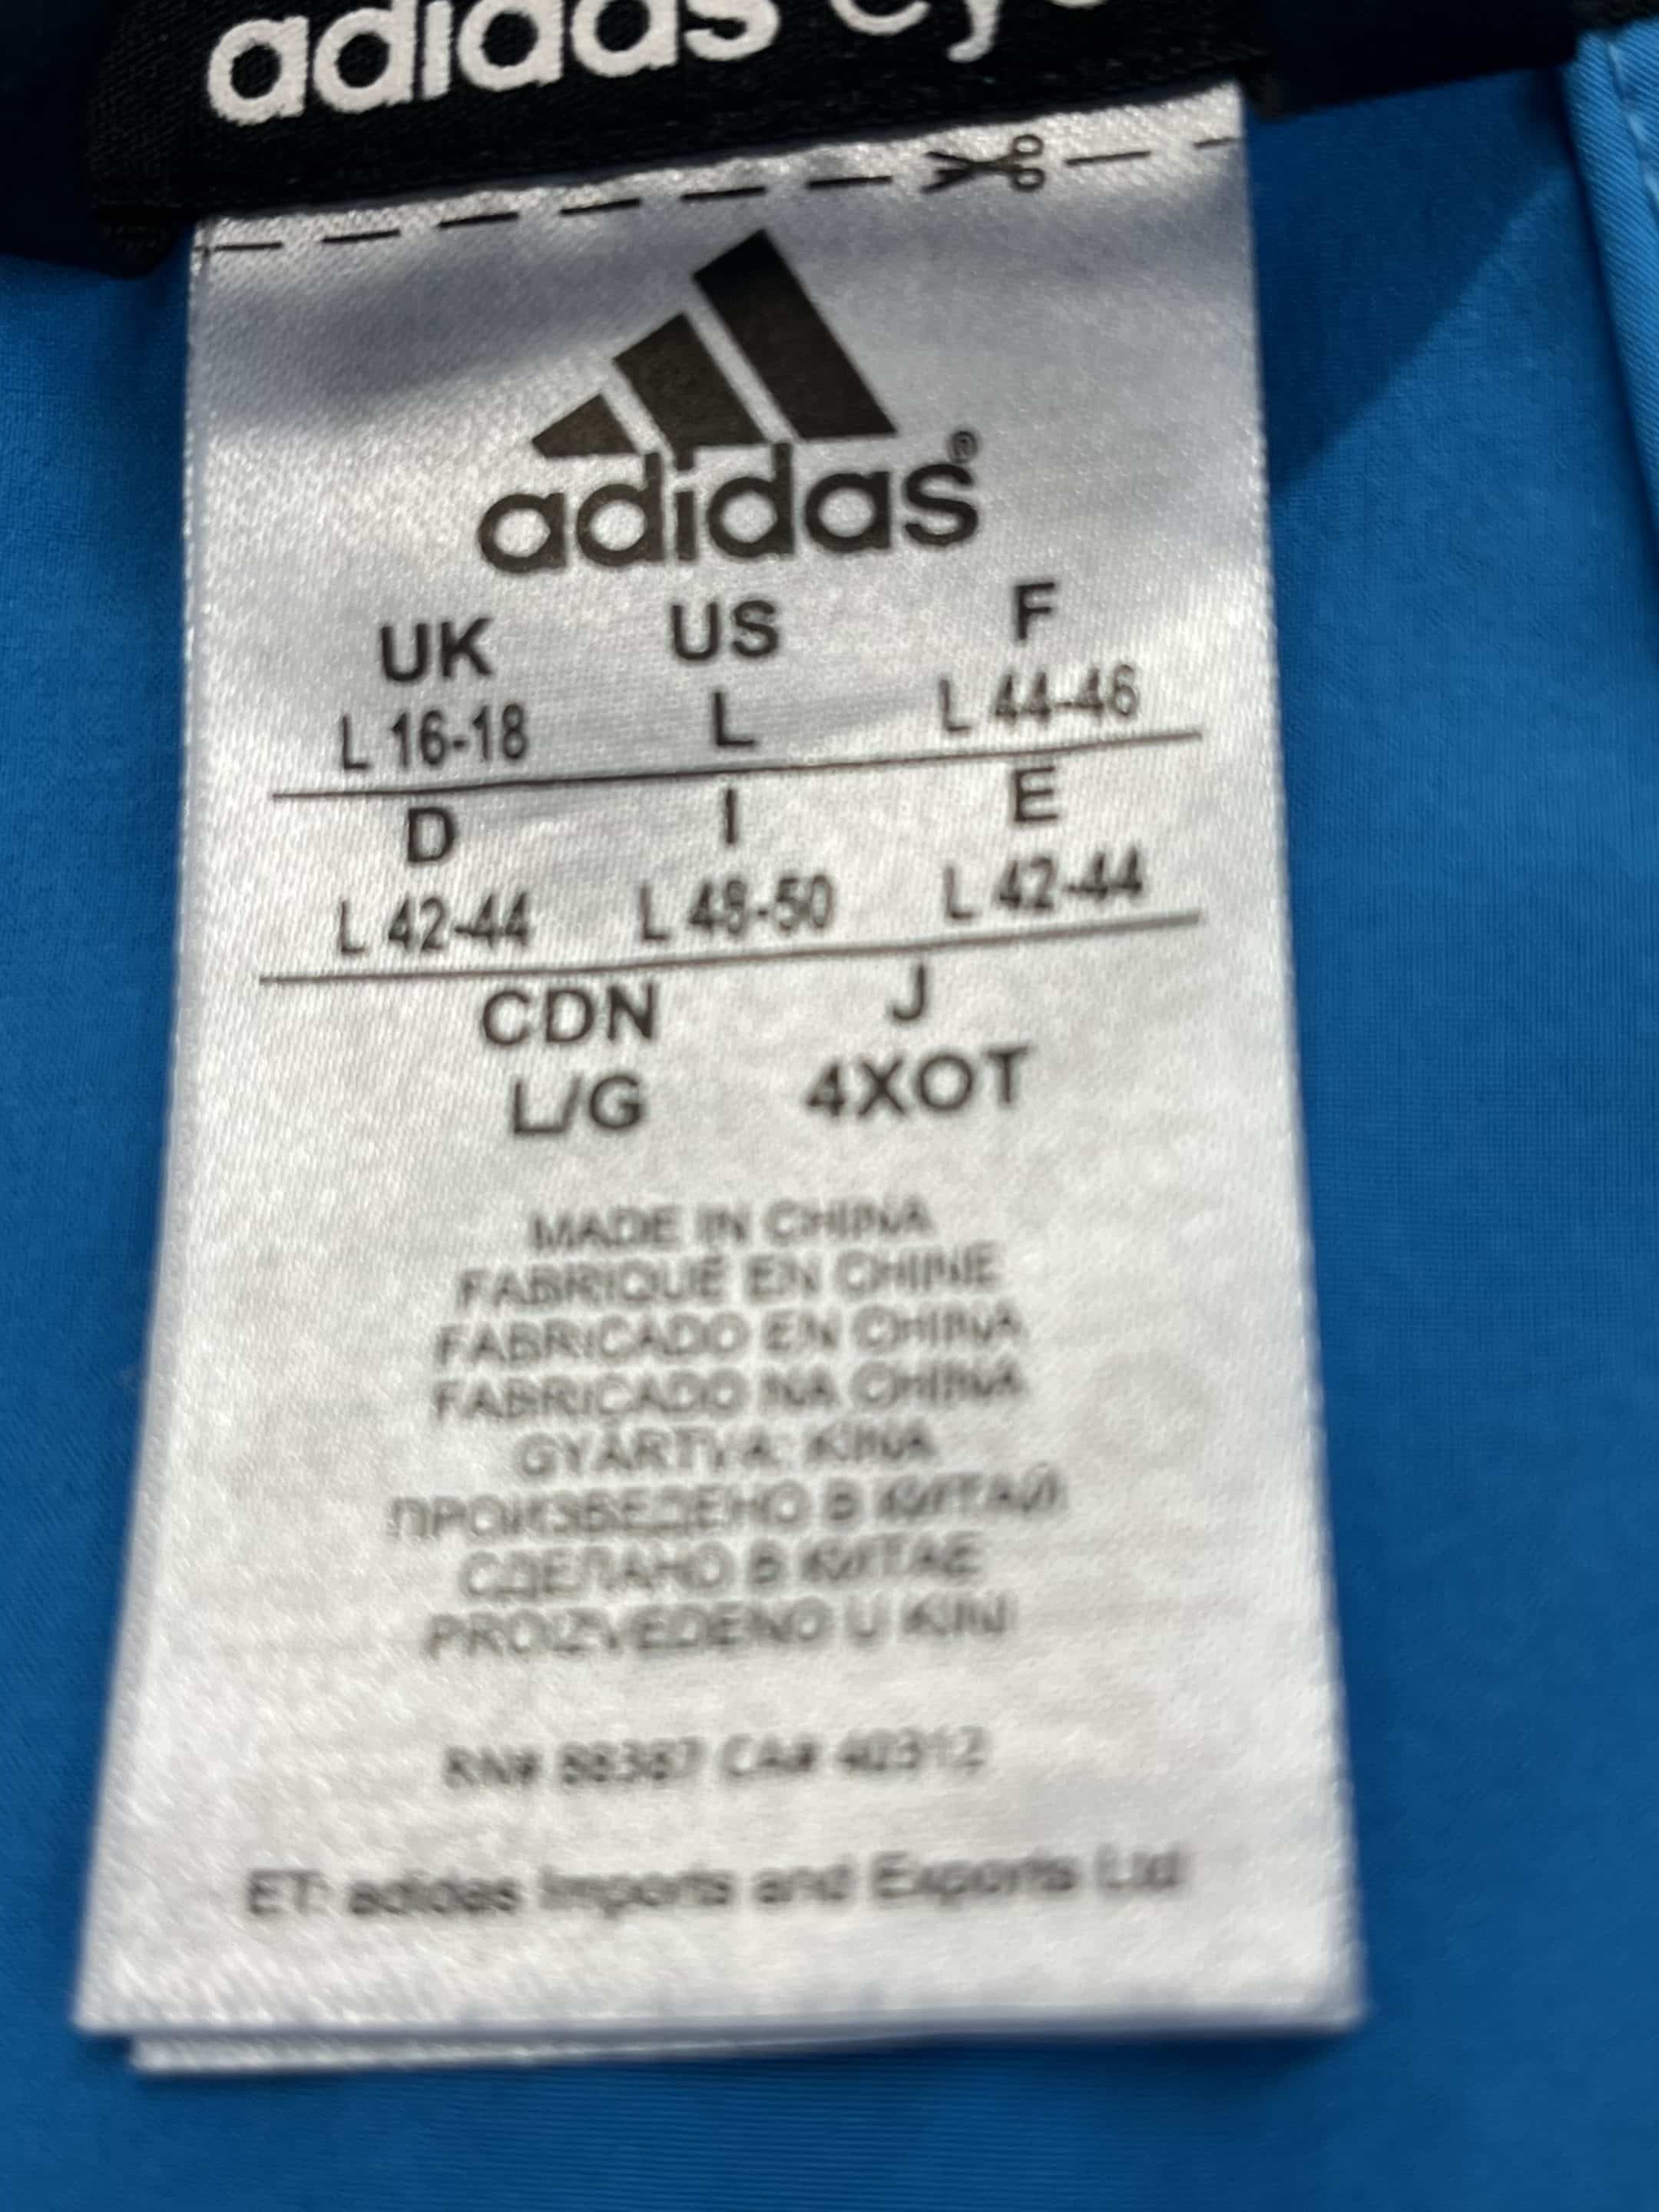 adidas
adidas®
UK US F
L 16-18 L L 44-46
D I E
L 42-44 L 48-50 L 42-44
CDN J
L/G 4XOT
MADE IN CHINA
FABRIQUÉ EN CHINE
FABRICADO EN CHINA
FABRICADO NA CHINA
GYÁRTVA: KÍNA
ПРОИЗВЕДЕНО В КИТАЙ
СДЕЛАНО В КИТАЕ
PROIZVEDENO U KINI
RN# 88387 CA# 40312
ET: adidas Imports and Exports Ltd